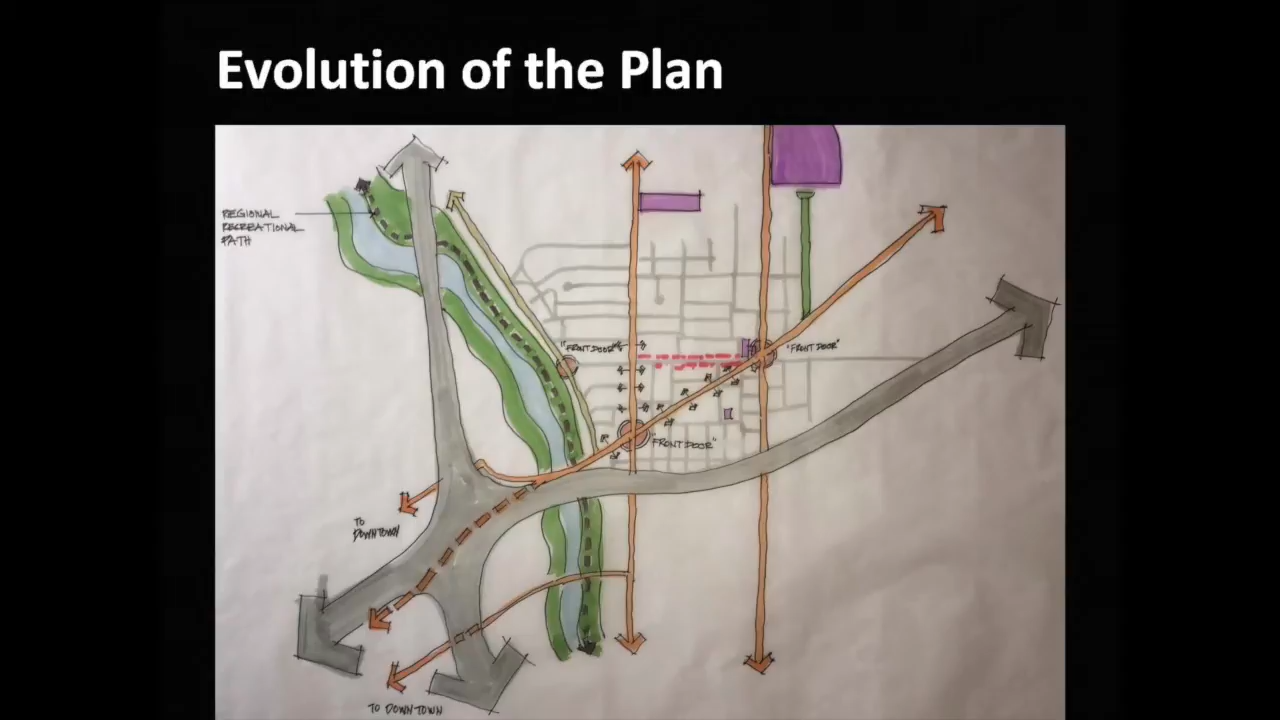 Evolution of the Plan
REGIONAL
RECREATIONAL
PATH
"FRONT DOOR"
"FRONT DOOR"
"FRONT DOOR"
TO
DOWNTOWN
TO DOWNTOWN